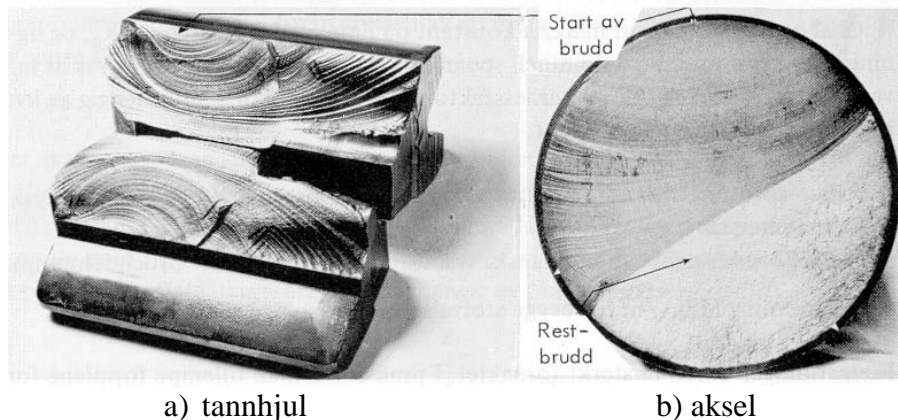 Start av
brudd
Rest-
brudd
a) tannhjul
b) aksel